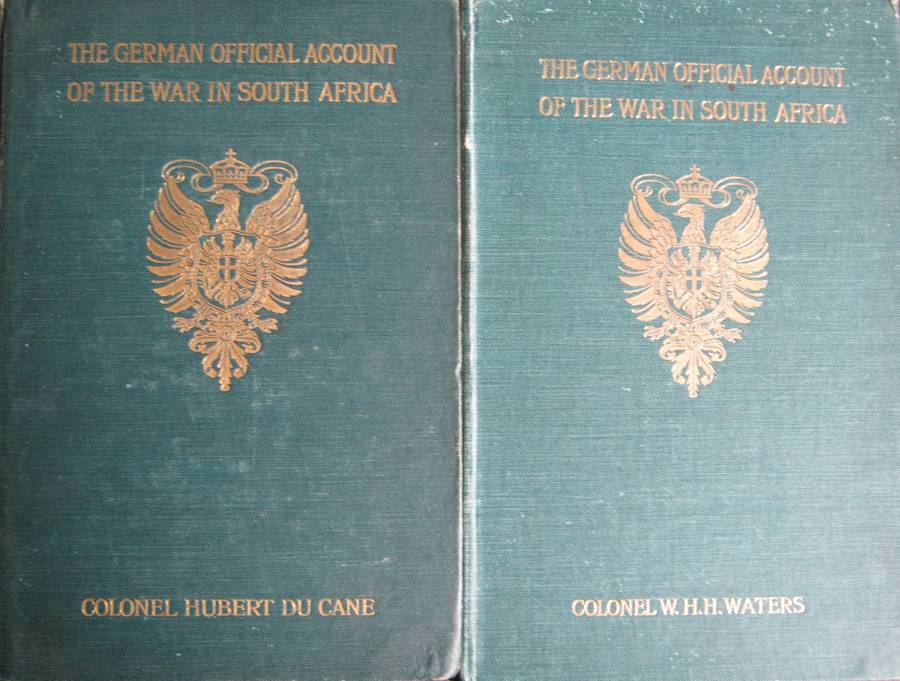 THE GERMAN OFFICIAL ACCOUNT
OF THE WAR IN SOUTH AFRICA
COLONEL HUBERT DU CANE
THE GERMAN OFFICIAL ACCOUNT
OF THE WAR IN SOUTH AFRICA
COLONEL W. H. H. WATERS